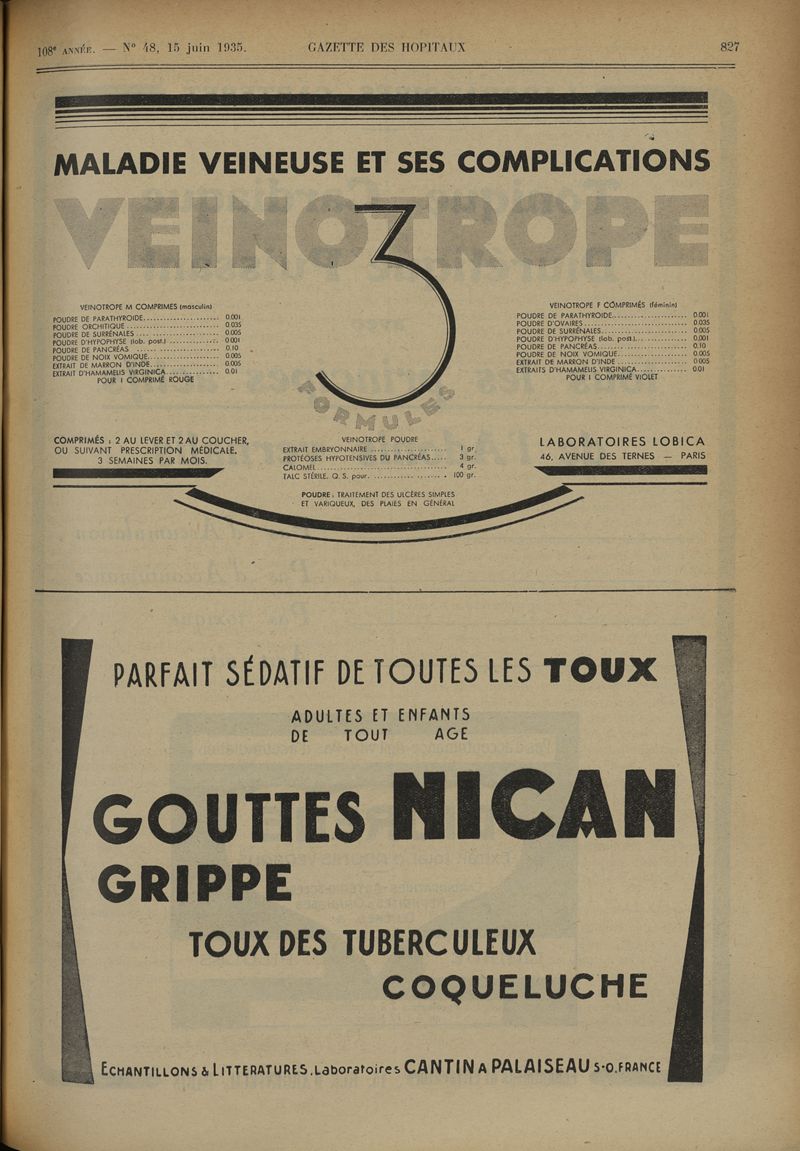 108e ANNÉE. — N° 48, 15 juin 1935. GAZETTE DES HOPITAUX 827
MALADIE VEINEUSE ET SES COMPLICATIONS
VEINOTROPE
3
FORMULES
VEINOTROPE M COMPRIMES (masculin)
POUDRE DE PARATHYROIDE 0.001
POUDRE ORCHITIQUE 0.035
POUDRE DE SURRÉNALES 0.005
POUDRE D'HYPOPHYSE (lob. post.) 0.001
POUDRE DE PANCRÉAS 0.10
POUDRE DE NOIX VOMIQUE 0.005
EXTRAIT DE MARRON D'INDE 0.005
EXTRAIT D'HAMAMELIS VIRGINICA 0.01
POUR 1 COMPRIMÉ ROUGE
VEINOTROPE F COMPRIMÉS (féminin)
POUDRE DE PARATHYROIDE 0.001
POUDRE D'OVAIRES 0.035
POUDRE DE SURRÉNALES 0.005
POUDRE D'HYPOPHYSE (lob. post.) 0.001
POUDRE DE PANCRÉAS 0.10
POUDRE DE NOIX VOMIQUE 0.005
EXTRAIT DE MARRON D'INDE 0.005
EXTRAITS D'HAMAMELIS VIRGINICA 0.01
POUR 1 COMPRIMÉ VIOLET
COMPRIMÉS : 2 AU LEVER ET 2 AU COUCHER,
OU SUIVANT PRESCRIPTION MÉDICALE.
3 SEMAINES PAR MOIS.
VEINOTROPE POUDRE
EXTRAIT EMBRYONNAIRE 1 gr.
PROTÉOSES HYPOTENSIVES DU PANCRÉAS 3 gr.
CALOMEL 4 gr.
TALC STÉRILE. Q. S. pour 100 gr.
POUDRE : TRAITEMENT DES ULCÈRES SIMPLES
ET VARIQUEUX, DES PLAIES EN GÉNÉRAL
LABORATOIRES LOBICA
46, AVENUE DES TERNES — PARIS
PARFAIT SÉDATIF DE TOUTES LES TOUX
ADULTES ET ENFANTS
DE TOUT AGE
GOUTTES NICAN
GRIPPE
TOUX DES TUBERCULEUX
COQUELUCHE
ECHANTILLONS & LITTERATURES. Laboratoires CANTIN A PALAISEAU S-O. FRANCE